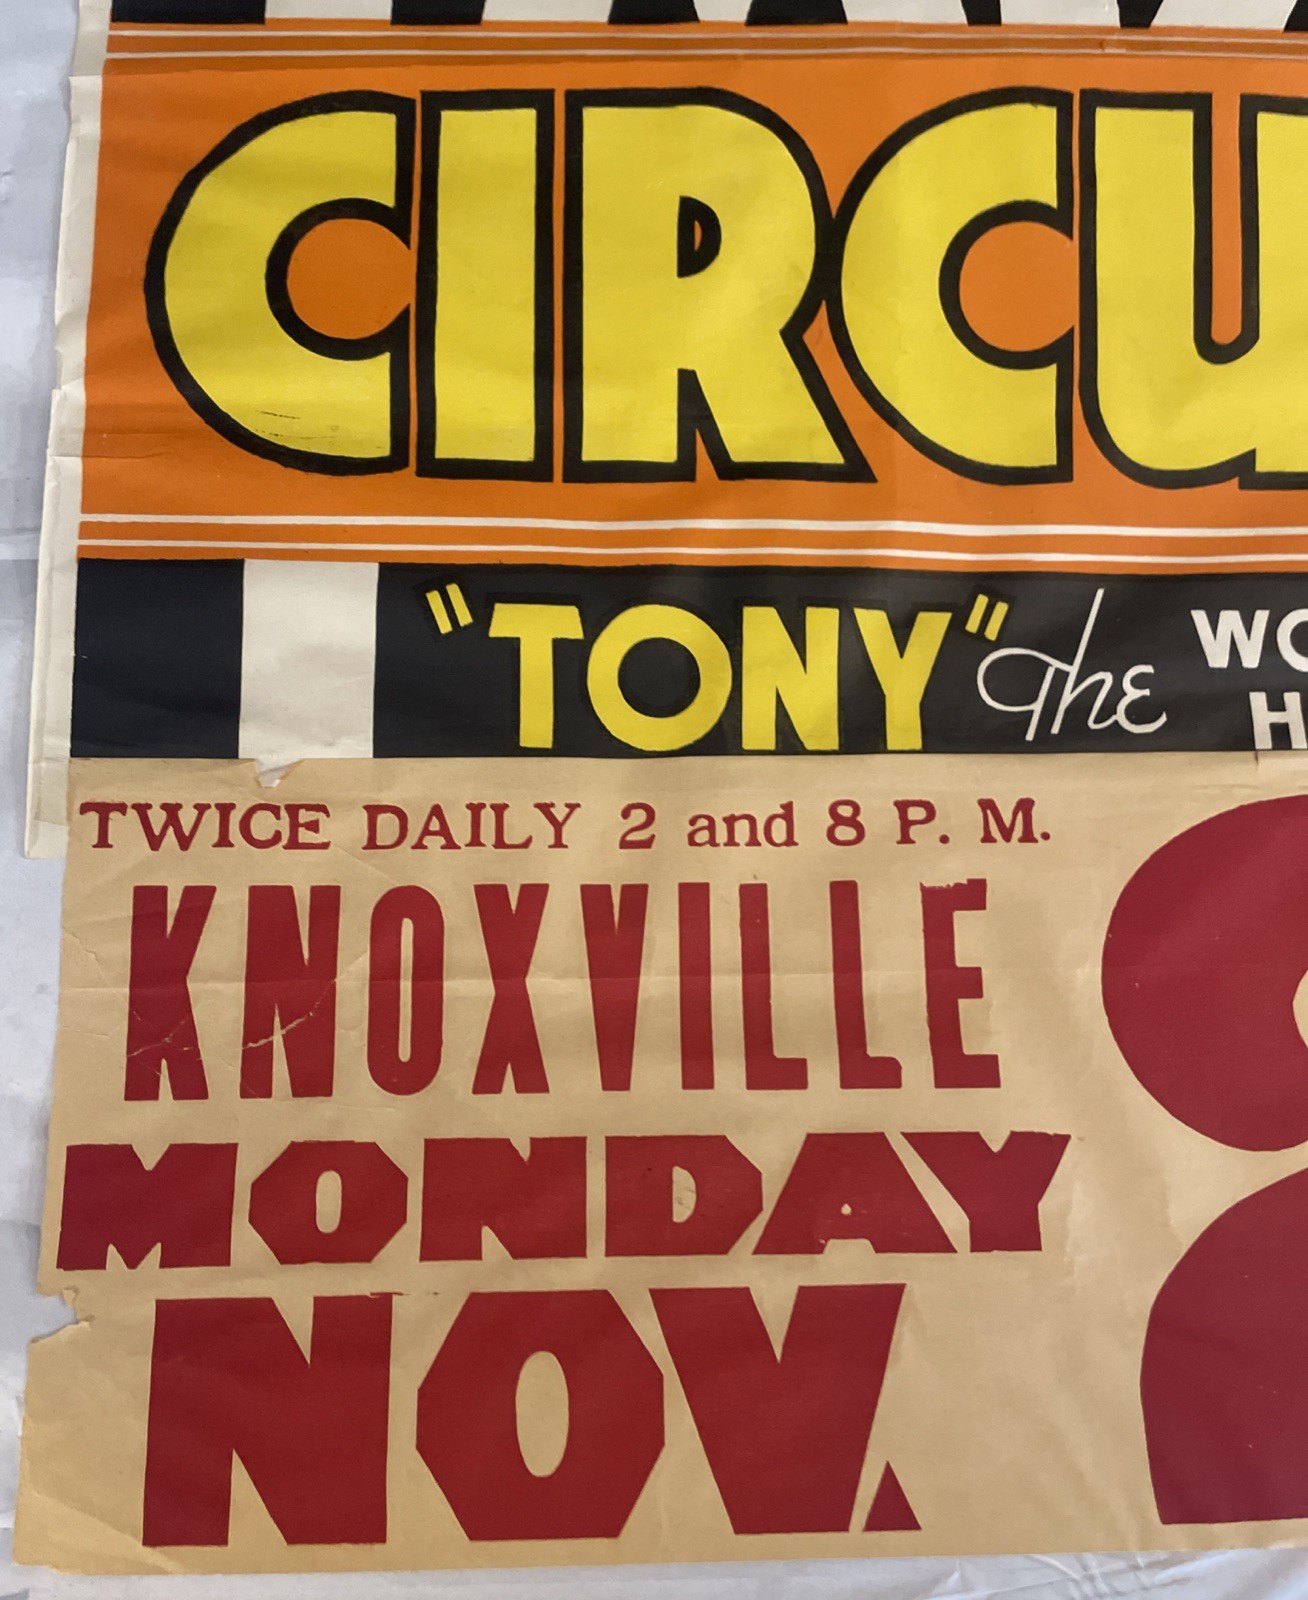 CIRCU
"TONY" The WO
H
TWICE DAILY 2 and 8 P. M.
KNOXVILLE
MONDAY
NOV.